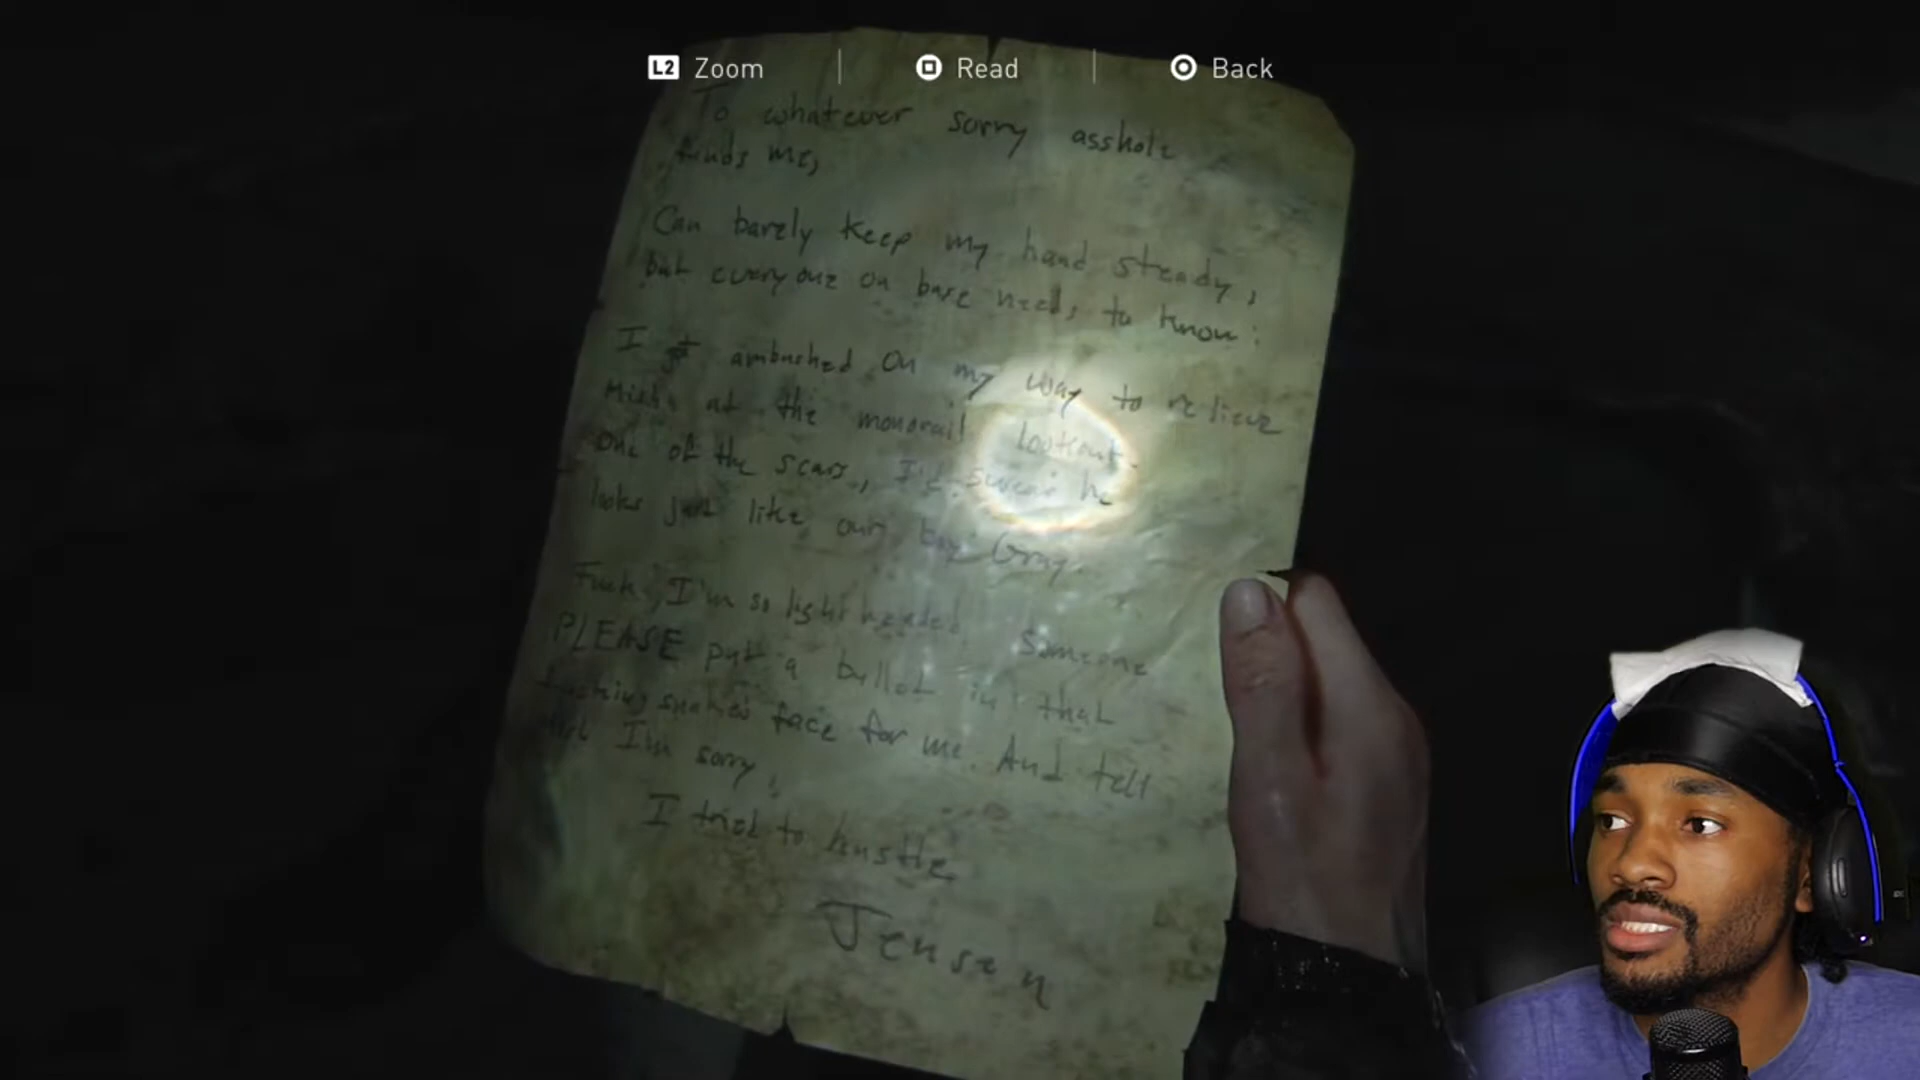 L2 Zoom | Read | Back
To whatever sorry asshole
finds me,
Can barely keep my hand steady,
but everyone on base needs to know:
I got ambushed on my way to relieve
at the monorail lookout.
One of the scars, I'd swear he
looks just like our boy Greg.
Fuck, I'm so lightheaded. Someone
PLEASE put a bullet in that
fucking face for me. And tell
I'm sorry,
I tried to hustle
Jensen